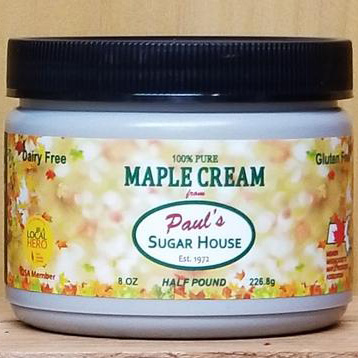 Dairy Free
100% PURE
Gluten Free
MAPLE CREAM
from
Paul's
SUGAR HOUSE
Est. 1972
LOCAL
HERO
CISA Member
8 OZ HALF POUND 226.8g